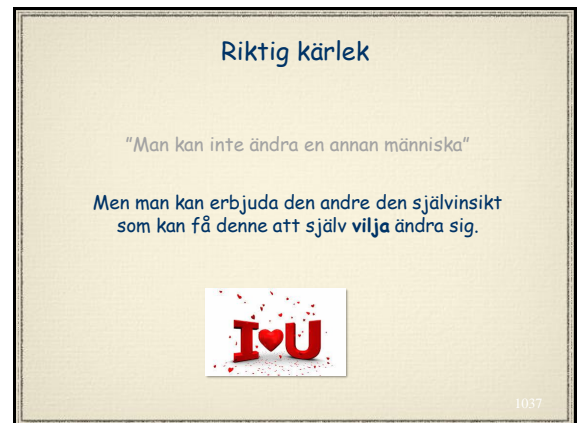 Riktig kärlek
"Man kan inte ändra en annan människa"
Men man kan erbjuda den andre den självinsikt
som kan få denne att själv vilja ändra sig.
I♥U
1037